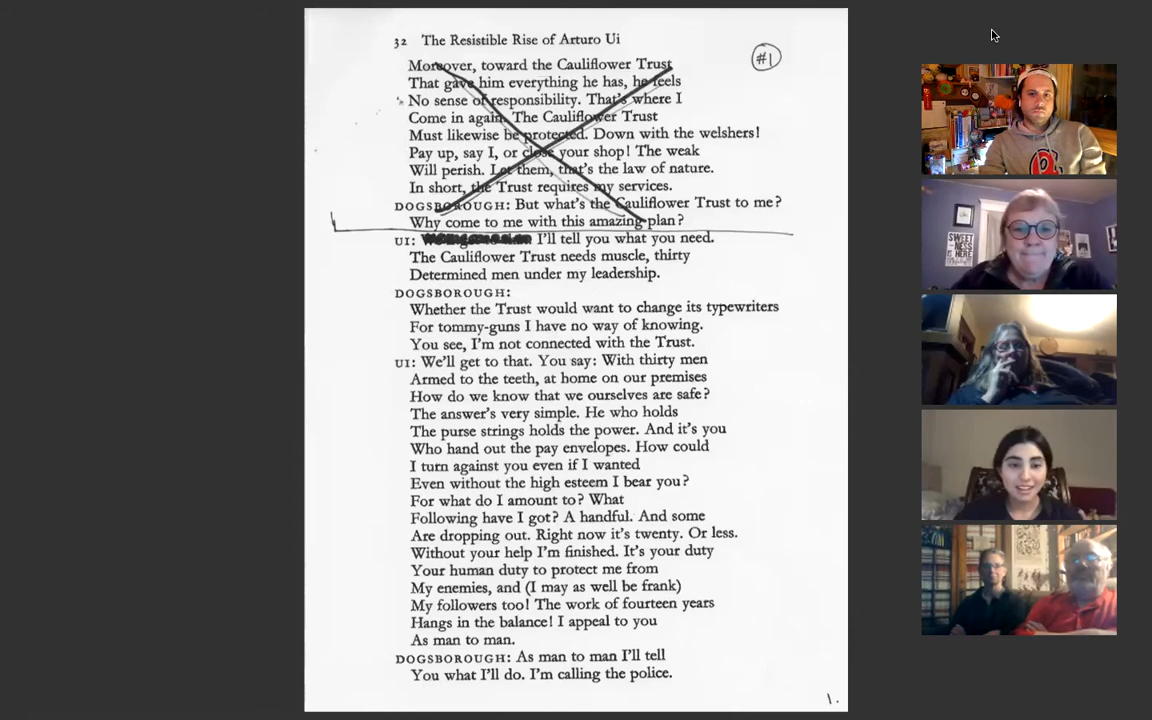 32 The Resistible Rise of Arturo Ui
#1
Moreover, toward the Cauliflower Trust
That gave him everything he has, he feels
No sense of responsibility. That's where I
Come in again. The Cauliflower Trust
Must likewise be protected. Down with the welshers!
Pay up, say I, or close your shop! The weak
Will perish. Let them, that's the law of nature.
In short, the Trust requires my services.
DOGSBOROUGH: But what's the Cauliflower Trust to me?
Why come to me with this amazing plan?
UI: I'll tell you what you need.
The Cauliflower Trust needs muscle, thirty
Determined men under my leadership.
DOGSBOROUGH:
Whether the Trust would want to change its typewriters
For tommy-guns I have no way of knowing.
You see, I'm not connected with the Trust.
UI: We'll get to that. You say: With thirty men
Armed to the teeth, at home on our premises
How do we know that we ourselves are safe?
The answer's very simple. He who holds
The purse strings holds the power. And it's you
Who hand out the pay envelopes. How could
I turn against you even if I wanted
Even without the high esteem I bear you?
For what do I amount to? What
Following have I got? A handful. And some
Are dropping out. Right now it's twenty. Or less.
Without your help I'm finished. It's your duty
Your human duty to protect me from
My enemies, and (I may as well be frank)
My followers too! The work of fourteen years
Hangs in the balance! I appeal to you
As man to man.
DOGSBOROUGH: As man to man I'll tell
You what I'll do. I'm calling the police.
1.
SWEET
NESS
IS HERE